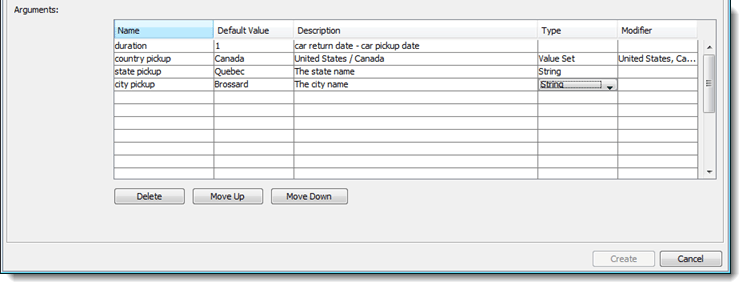 Arguments:
Name Default Value Description Type Modifier
duration 1 car return date - car pickup date
country pickup Canada United States / Canada Value Set United States, Ca...
state pickup Quebec The state name String
city pickup Brossard The city name String
Delete Move Up Move Down
Create Cancel